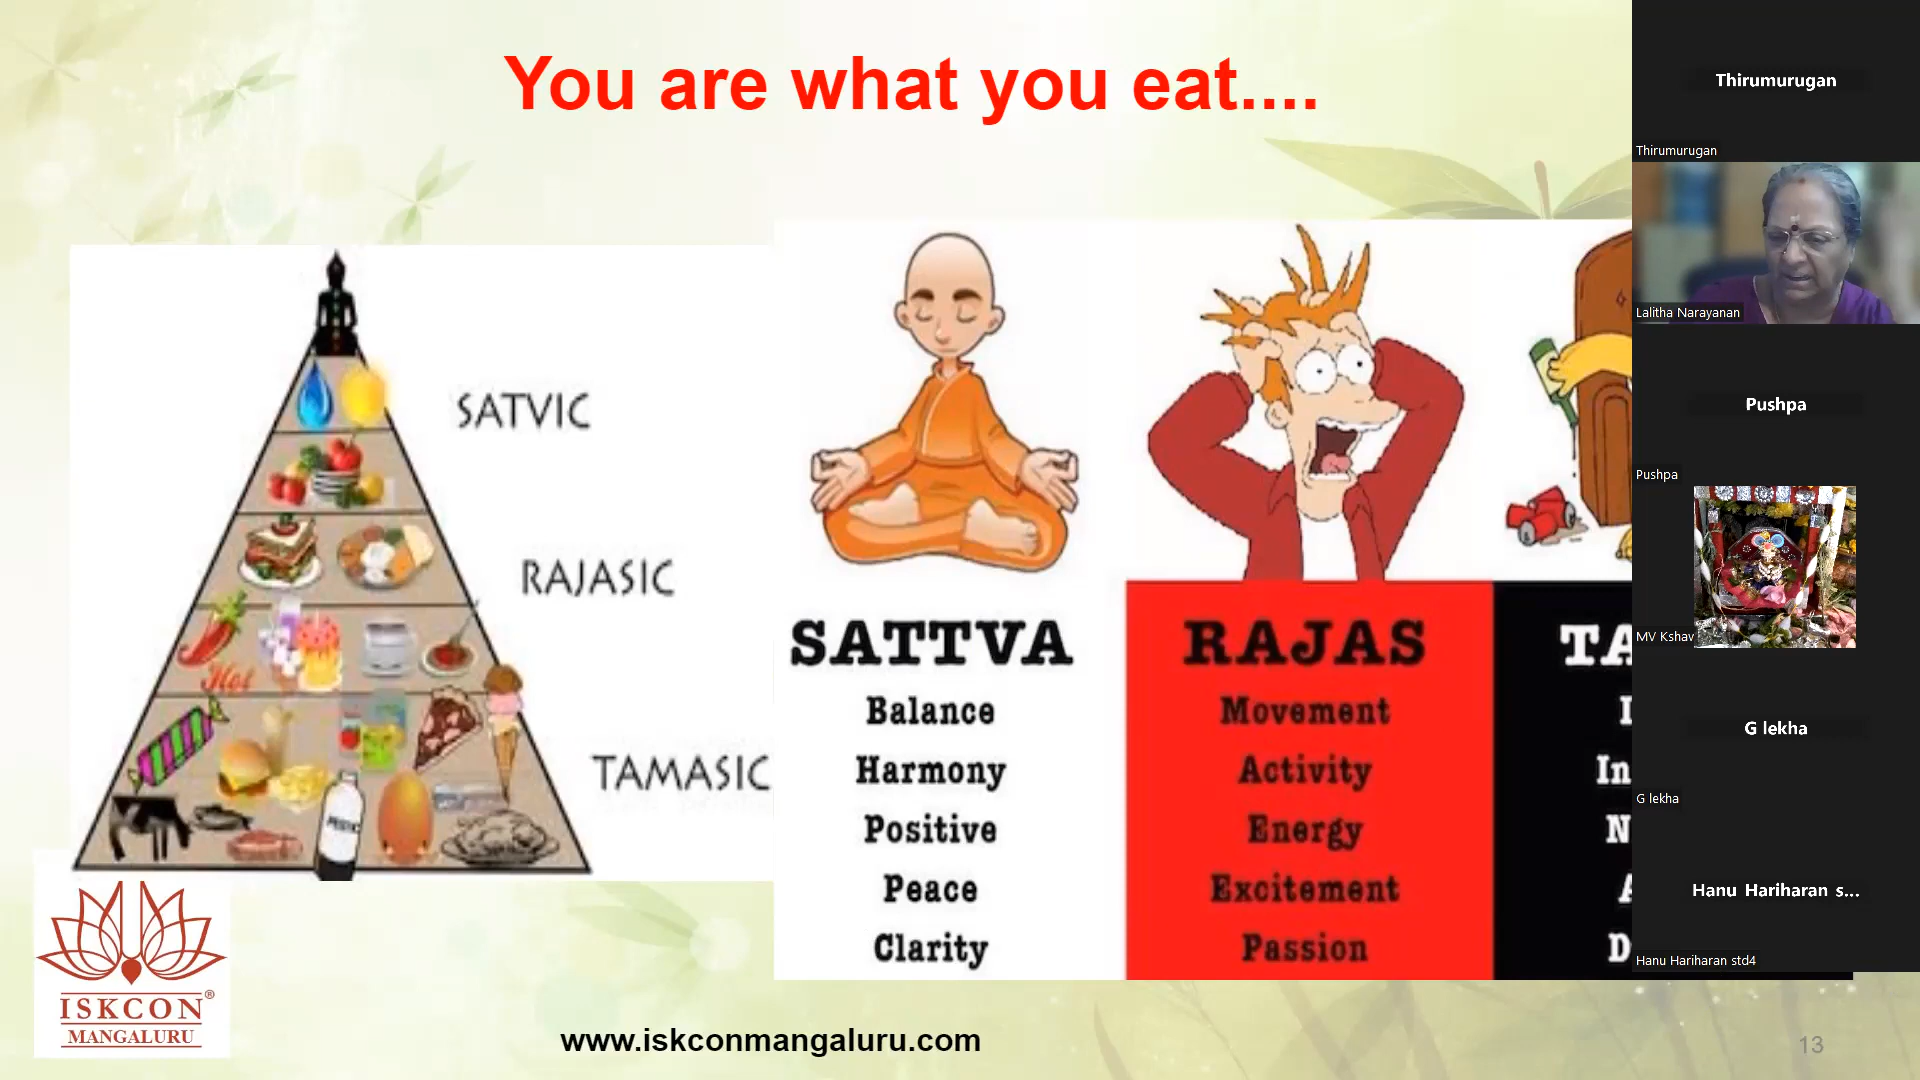 You are what you eat....
SATVIC
RAJASIC
Hot
TAMASIC
SATTVA
Balance
Harmony
Positive
Peace
Clarity
RAJAS
Movement
Activity
Energy
Excitement
Passion
TA
I
In
N
A
D
ISKCON®
MANGALURU
www.iskconmangaluru.com
13
Thirumurugan
Thirumurugan
Lalitha Narayanan
Pushpa
Pushpa
MV Kshav
G lekha
G lekha
Hanu Hariharan s...
Hanu Hariharan std4